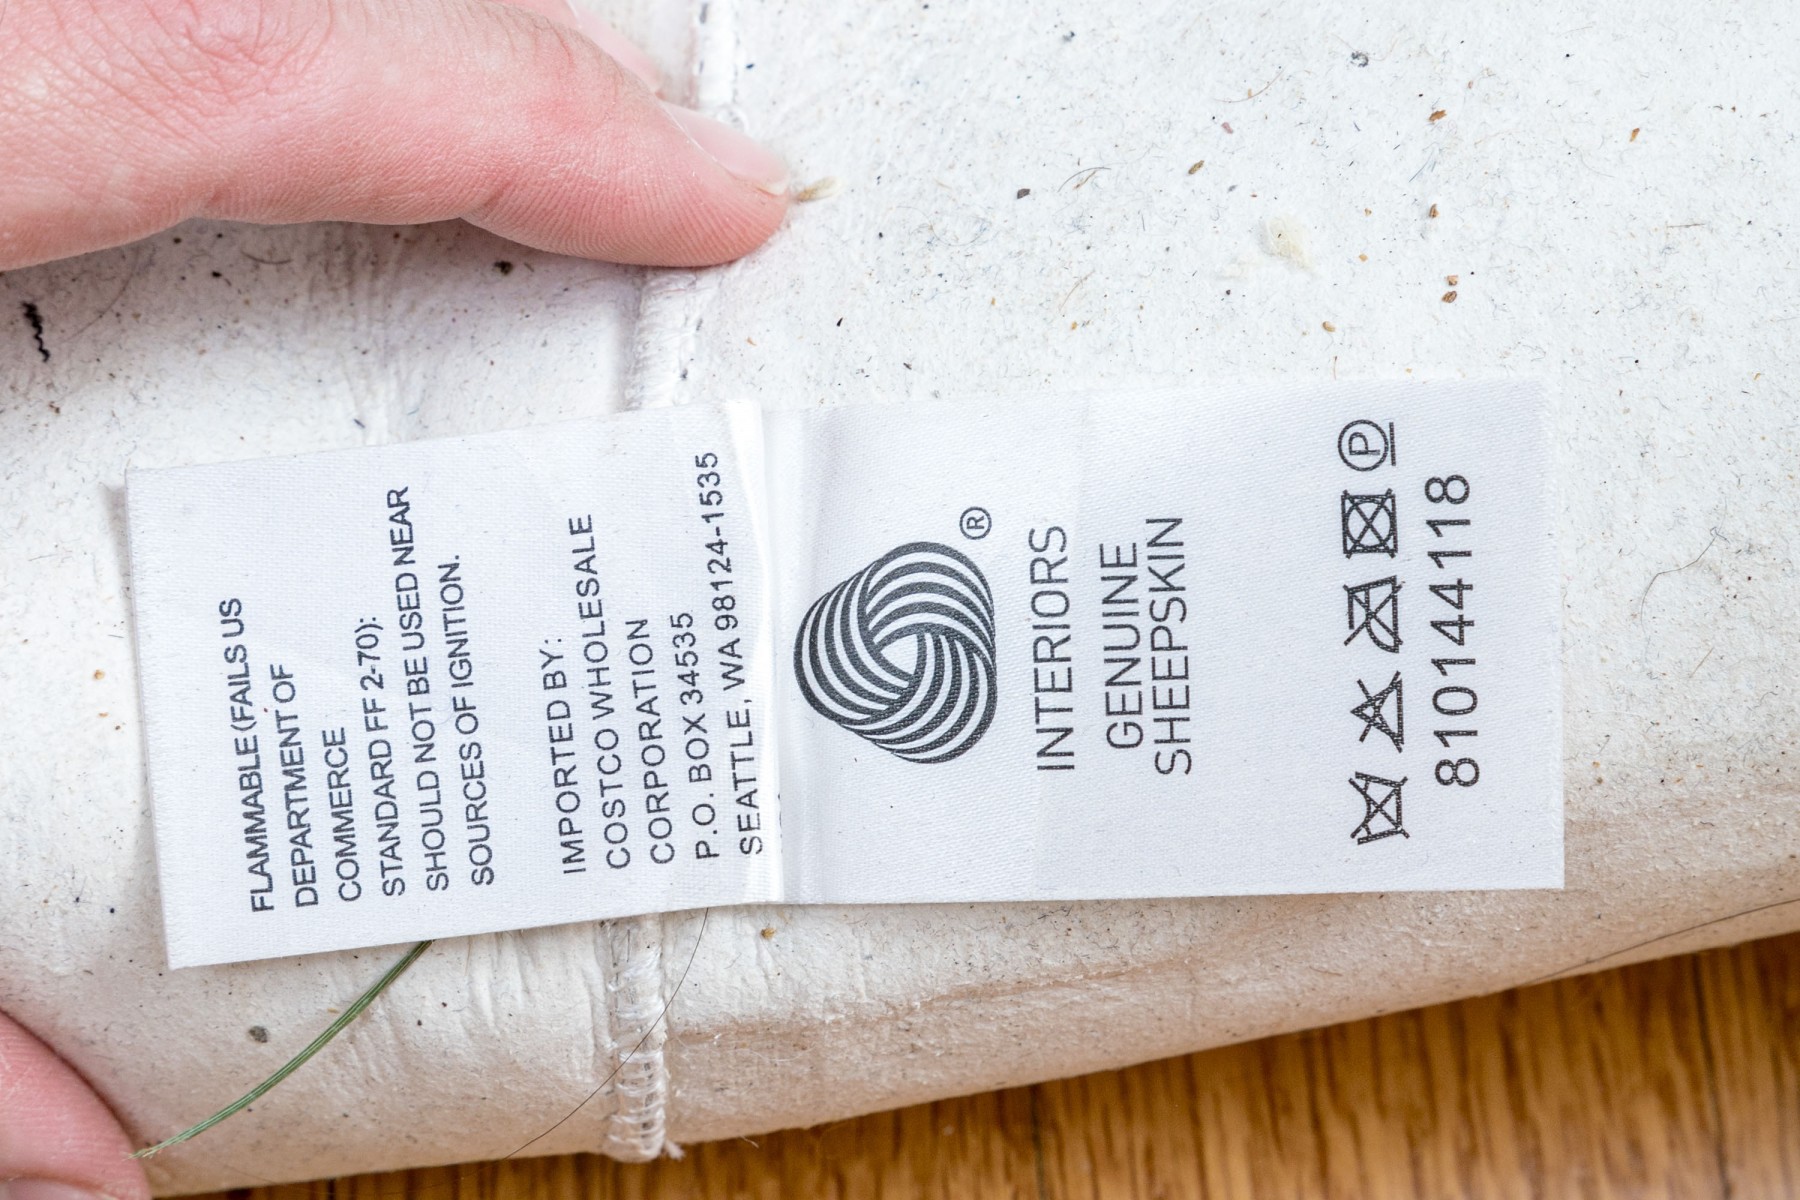 FLAMMABLE (FAILS US
DEPARTMENT OF
COMMERCE
STANDARD FF 2-70):
SHOULD NOT BE USED NEAR
SOURCES OF IGNITION.
IMPORTED BY:
COSTCO WHOLESALE
CORPORATION
P.O. BOX 34535
SEATTLE, WA 98124-1535
®
INTERIORS
GENUINE
SHEEPSKIN
P
810144118